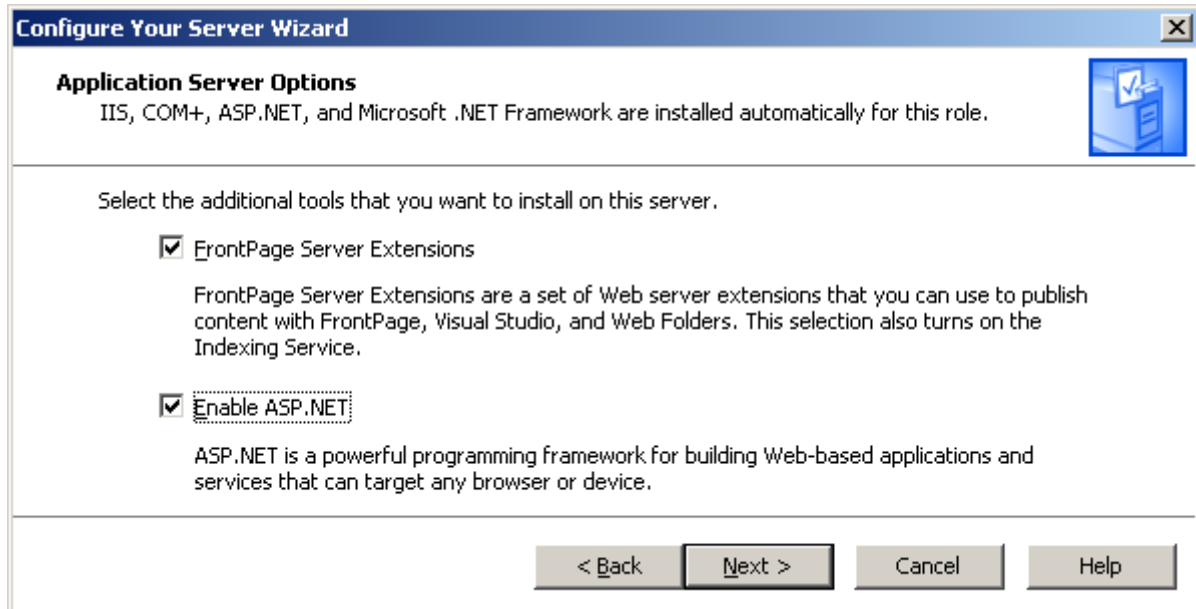 Configure Your Server Wizard
Application Server Options
IIS, COM+, ASP.NET, and Microsoft .NET Framework are installed automatically for this role.
Select the additional tools that you want to install on this server.
FrontPage Server Extensions
FrontPage Server Extensions are a set of Web server extensions that you can use to publish
content with FrontPage, Visual Studio, and Web Folders. This selection also turns on the
Indexing Service.
Enable ASP.NET
ASP.NET is a powerful programming framework for building Web-based applications and
services that can target any browser or device.
< Back Next > Cancel Help